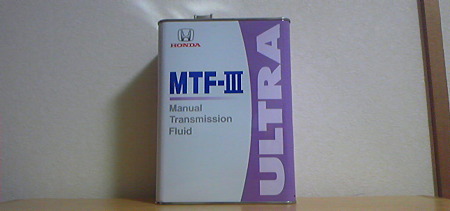 HONDA
MTF-III
Manual
Transmission
Fluid
ULTRA